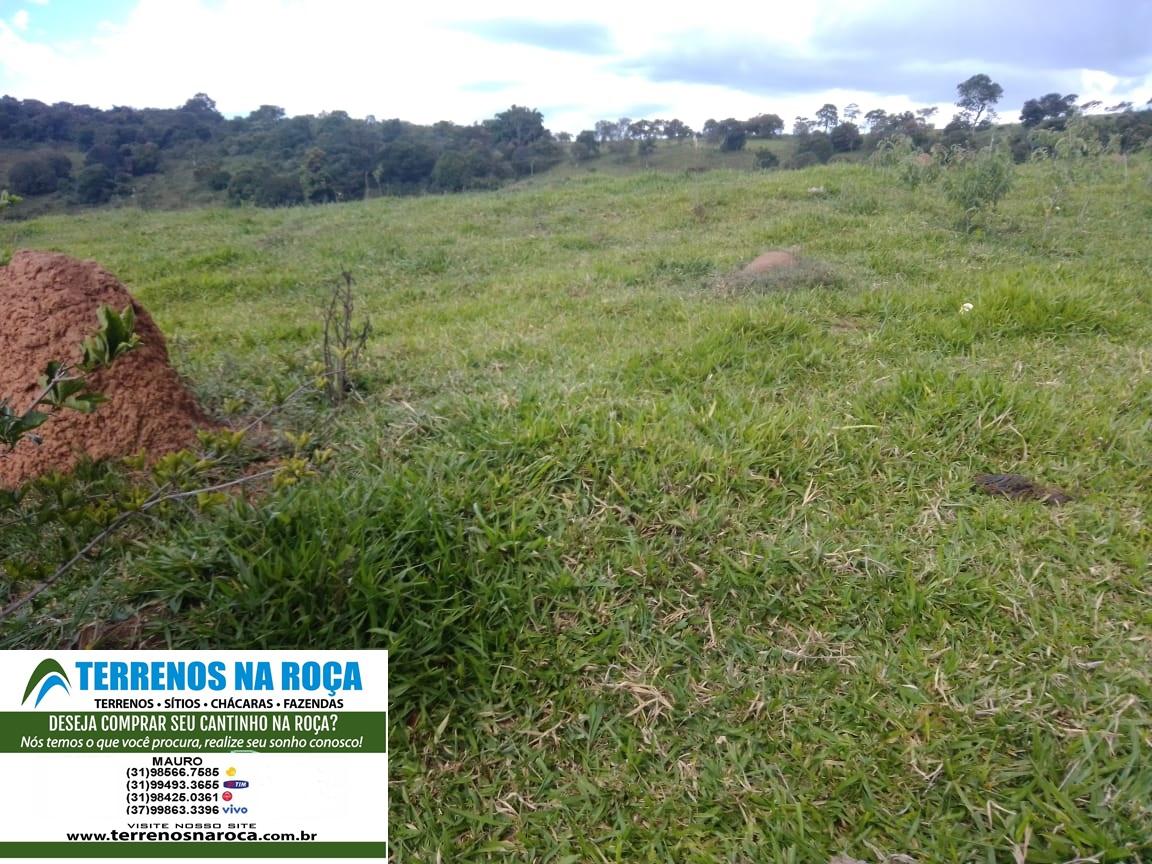 TERRENOS NA ROÇA
TERRENOS • SÍTIOS • CHÁCARAS • FAZENDAS
DESEJA COMPRAR SEU CANTINHO NA ROÇA?
Nós temos o que você procura, realize seu sonho conosco!
MAURO
(31)98566.7585
(31)99493.3655 TIM
(31)98425.0361
(37)99863.3396 vivo
VISITE NOSSO SITE
www.terrenosnaroca.com.br